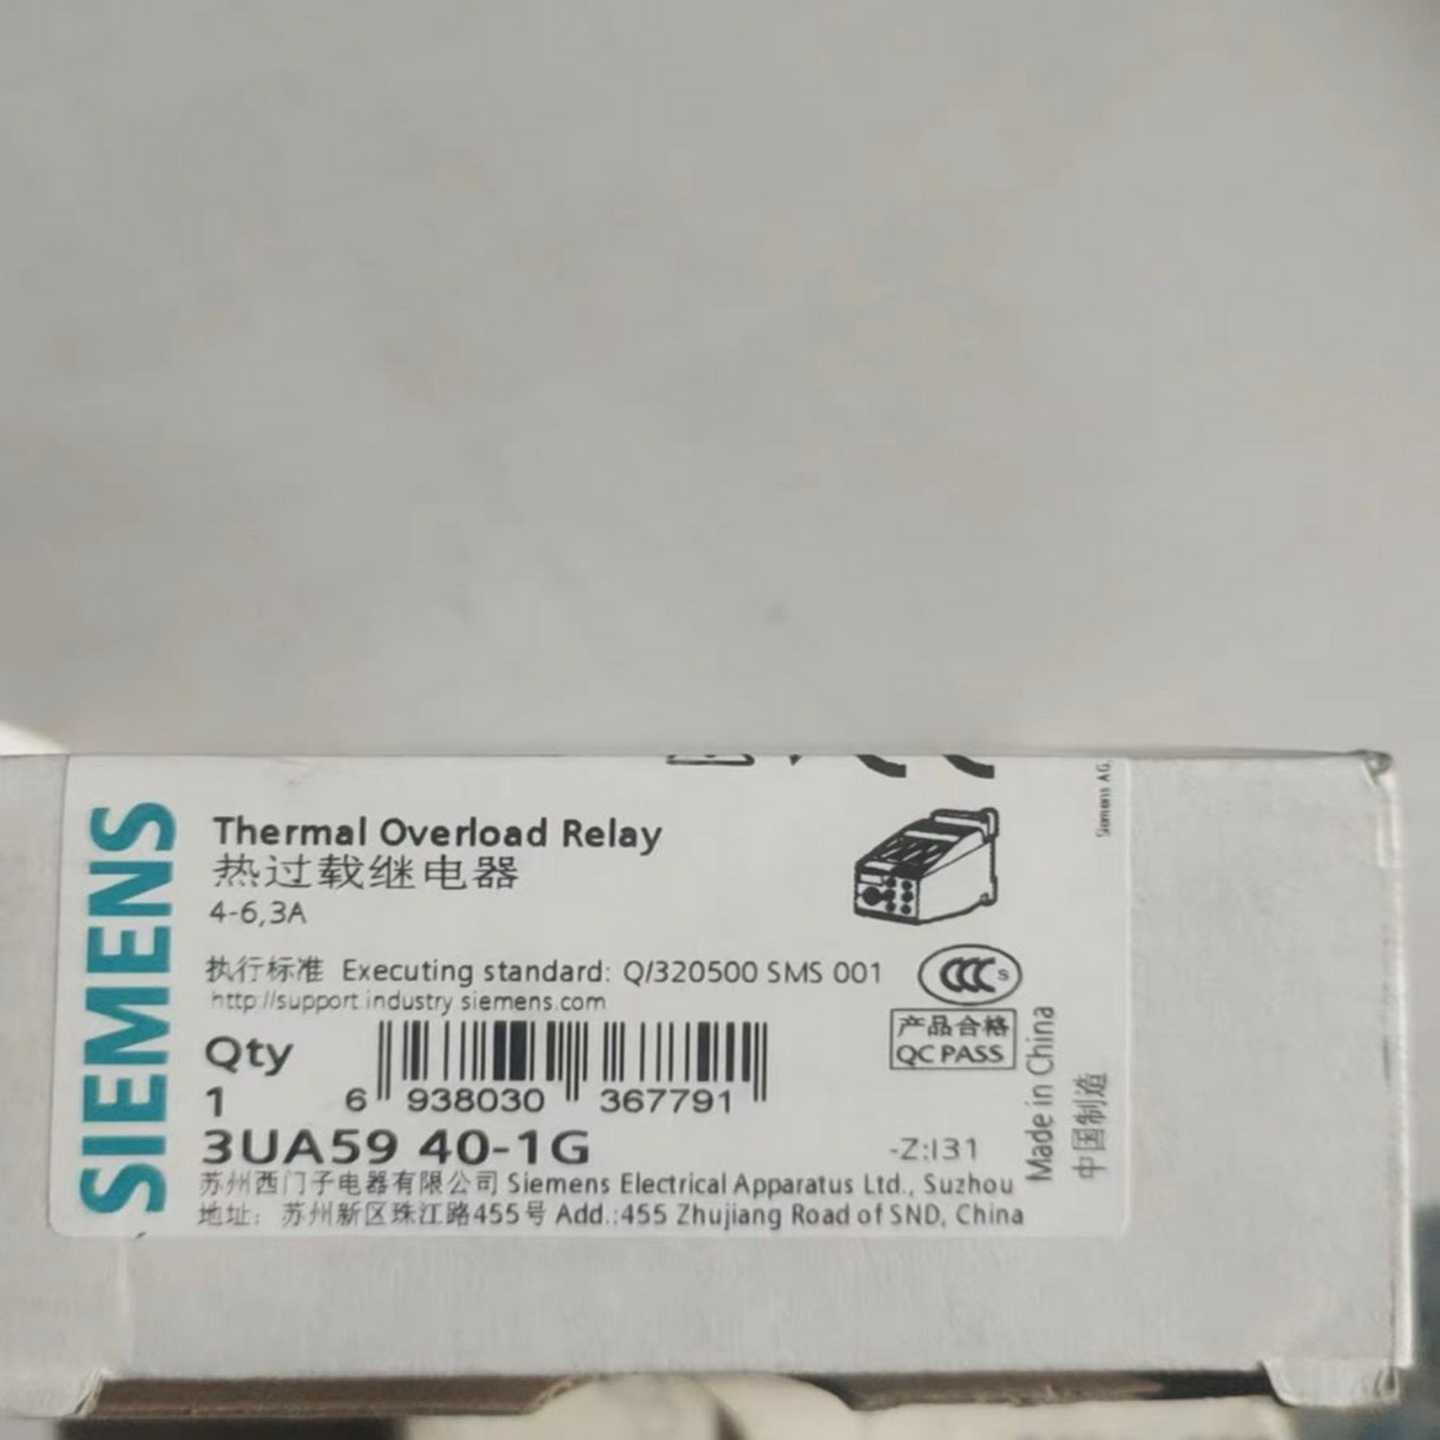 SIEMENS
Thermal Overload Relay
热过载继电器
4-6,3A
执行标准 Executing standard: Q/320500 SMS 001
http://support.industry.siemens.com
CCC S
产品合格
QC PASS
Qty
1
6 938030 367791
3UA59 40-1G
-Z:I31
苏州西门子电器有限公司 Siemens Electrical Apparatus Ltd., Suzhou
地址：苏州新区珠江路455号 Add.:455 Zhujiang Road of SND, China
Made in China
中国制造
Siemens AG.